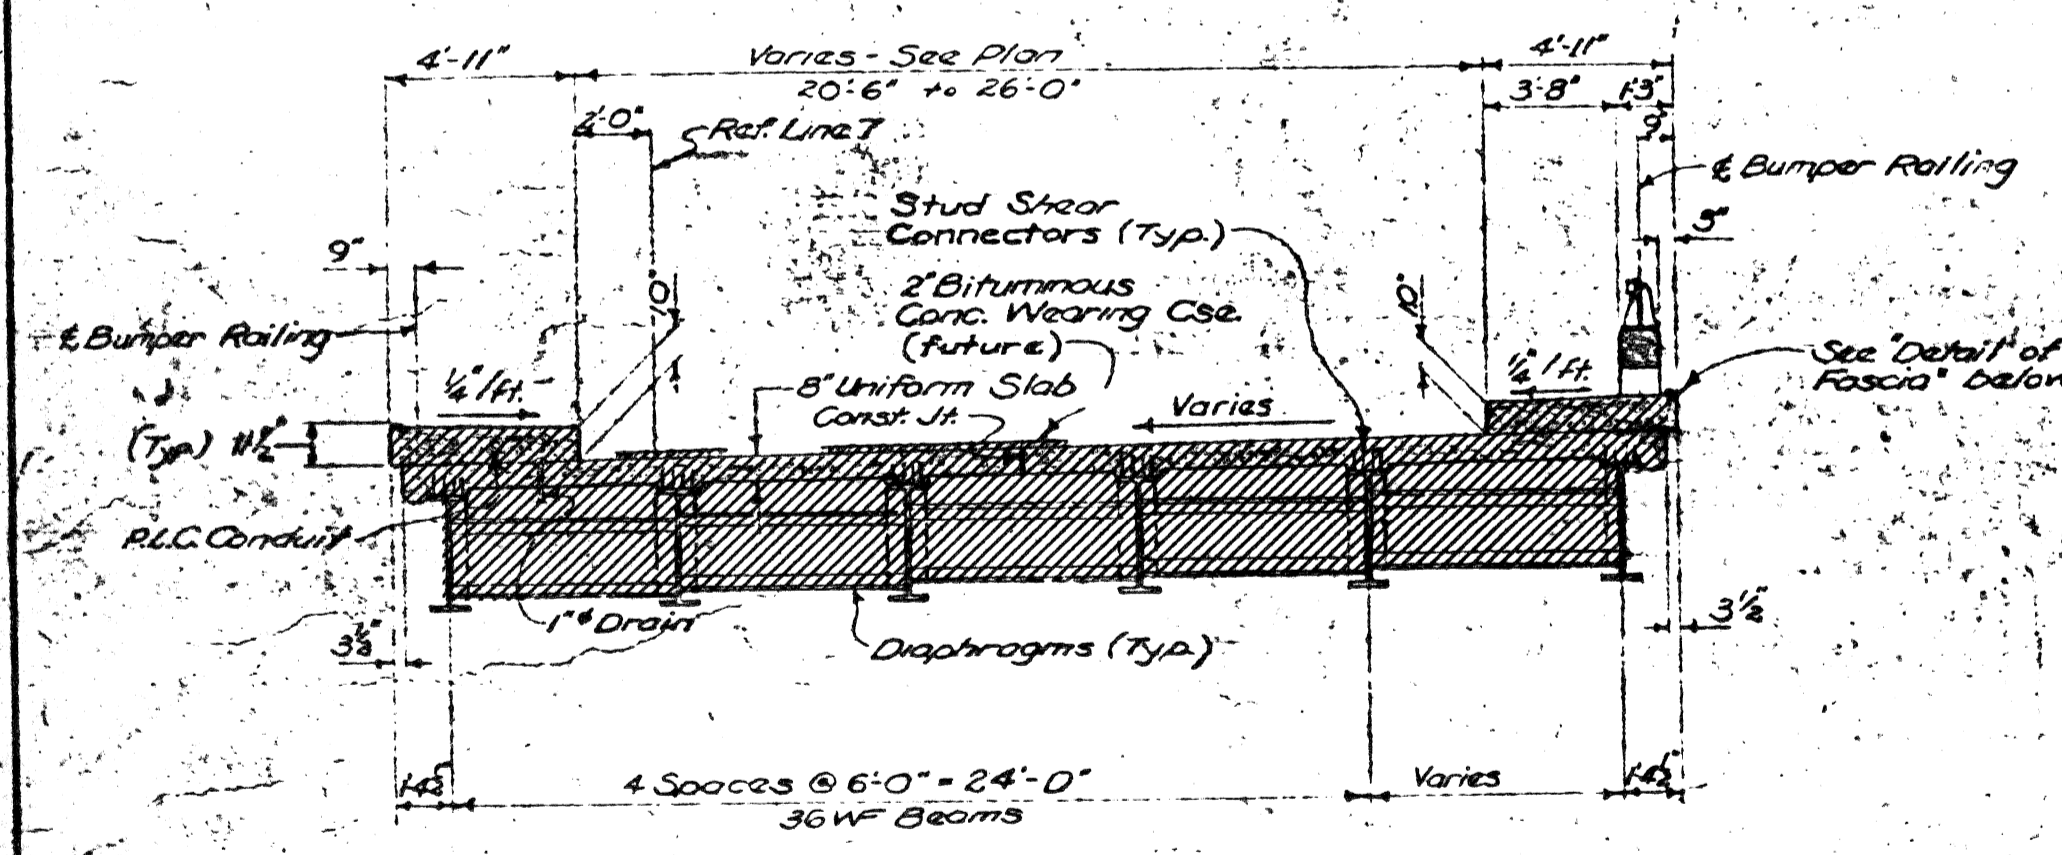 4'-11"
Varies - See Plan
20'-6" to 26'-0"
4'-11"
3'-8"
1'-3"
9"
2'-0"
Ref. Line 7
℄ Bumper Railing
Stud Shear
Connectors (Typ.)
9"
10"
2" Bituminous
Conc. Wearing Cse.
(future)
10"
℄ Bumper Railing
See "Detail of
Fascia" below
1/4" / ft.
8" Uniform Slab
Const. Jt.
Varies
1/4" / ft.
(Typ.) 11 1/2"
P.L.C. Conduit
1" ⌀ Drain
Diaphragms (Typ.)
3 1/2"
3 1/2"
1'-4 1/2"
4 Spaces @ 6'-0" = 24'-0"
36 WF Beams
Varies
1'-4 1/2"